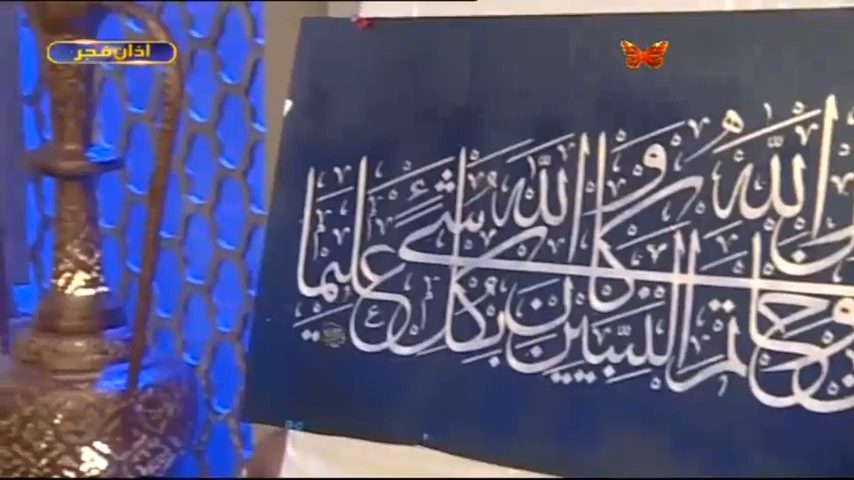 اذان فجر
الله وخاتم النبيين وكان الله بكل شئ عليما